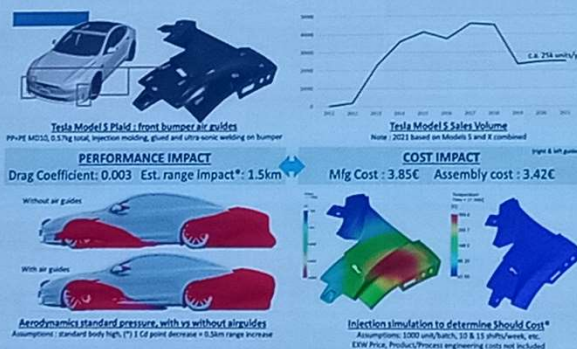 Tesla Model S Plaid : front bumper air guides
PP+PE MD10, 0.57kg total, injection molding, glued and ultra-sonic welding on bumper
c.a. 25k units/y
Tesla Model S Sales Volume
Note : 2021 based on Models S and X combined
PERFORMANCE IMPACT
Drag Coefficient: 0.003 Est. range impact*: 1.5km
Without air guides
With air guides
Aerodynamics standard pressure, with vs without airguides
Assumptions : standard body high, (*) 1 Cd point decrease = 0.5km range increase
(right & left guides
COST IMPACT
Mfg Cost : 3.85€ Assembly cost : 3.42€
Injection simulation to determine Should Cost*
Assumptions: 1000 unit/batch, 10 & 15 shifts/week, etc.
EXW Price, Product/Process engineering costs not included